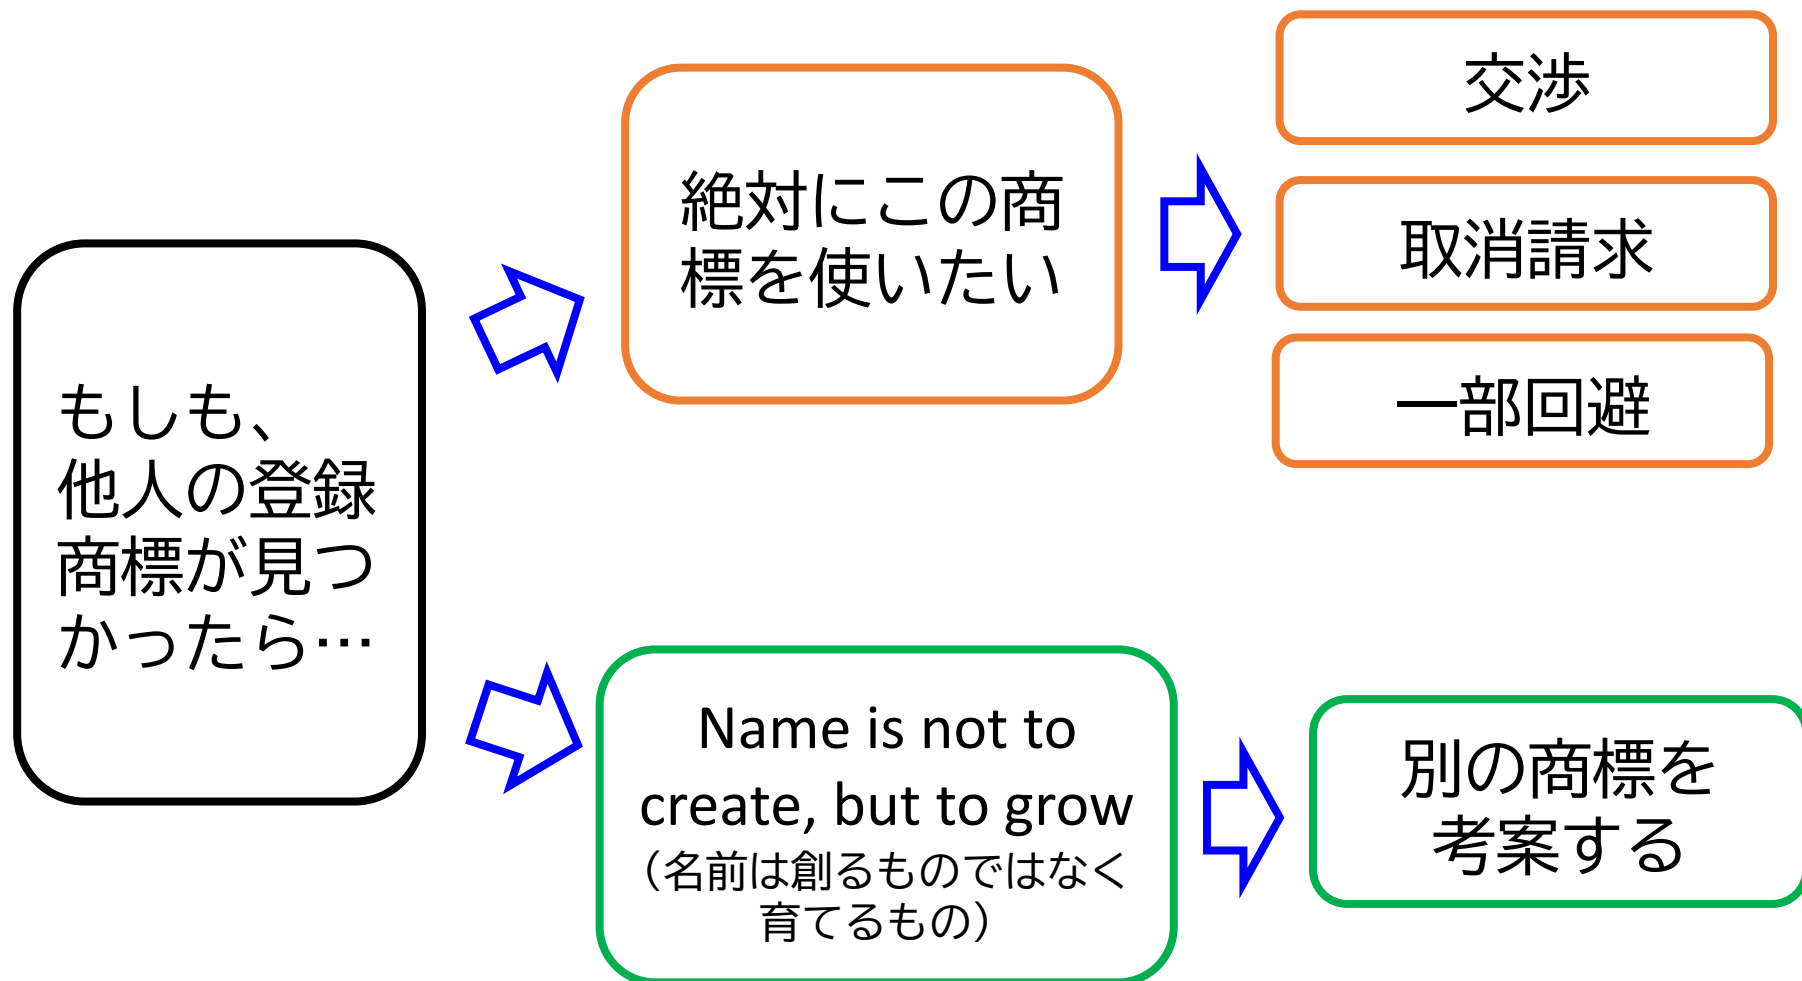 もしも、
他人の登録
商標が見つ
かったら…
絶対にこの商
標を使いたい
交渉
取消請求
一部回避
Name is not to
create, but to grow
（名前は創るものではなく
育てるもの）
別の商標を
考案する